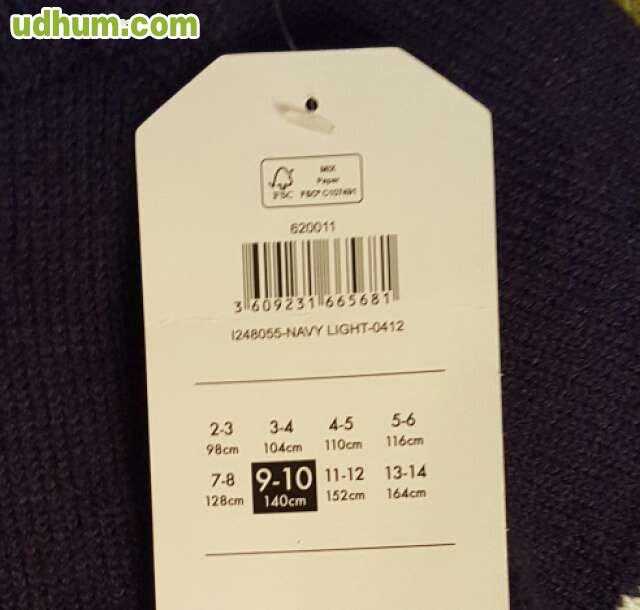 udhum.com
MIX
Paper
FSC
FSC® C107491
620011
3 609231 665681
I248055-NAVY LIGHT-0412
2-3 3-4 4-5 5-6
98cm 104cm 110cm 116cm
7-8 9-10 11-12 13-14
128cm 140cm 152cm 164cm